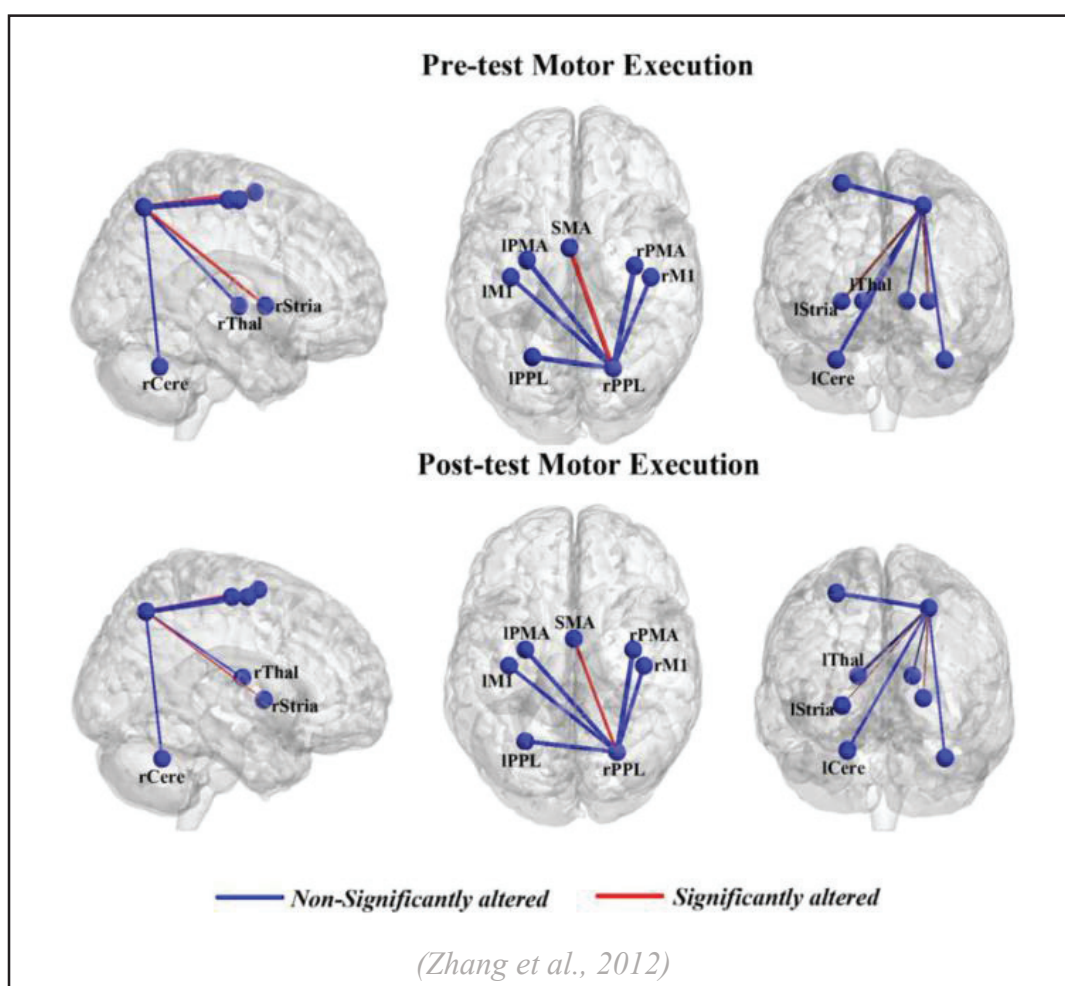 Pre-test Motor Execution
SMA
lPMA
rPMA
lM1
rM1
lThal
rStria
lStria
rThal
rCere
lPPL
rPPL
lCere
Post-test Motor Execution
SMA
lPMA
rPMA
lThal
rThal
lM1
rM1
rStria
lStria
rCere
lPPL
rPPL
lCere
Non-Significantly altered
Significantly altered
(Zhang et al., 2012)